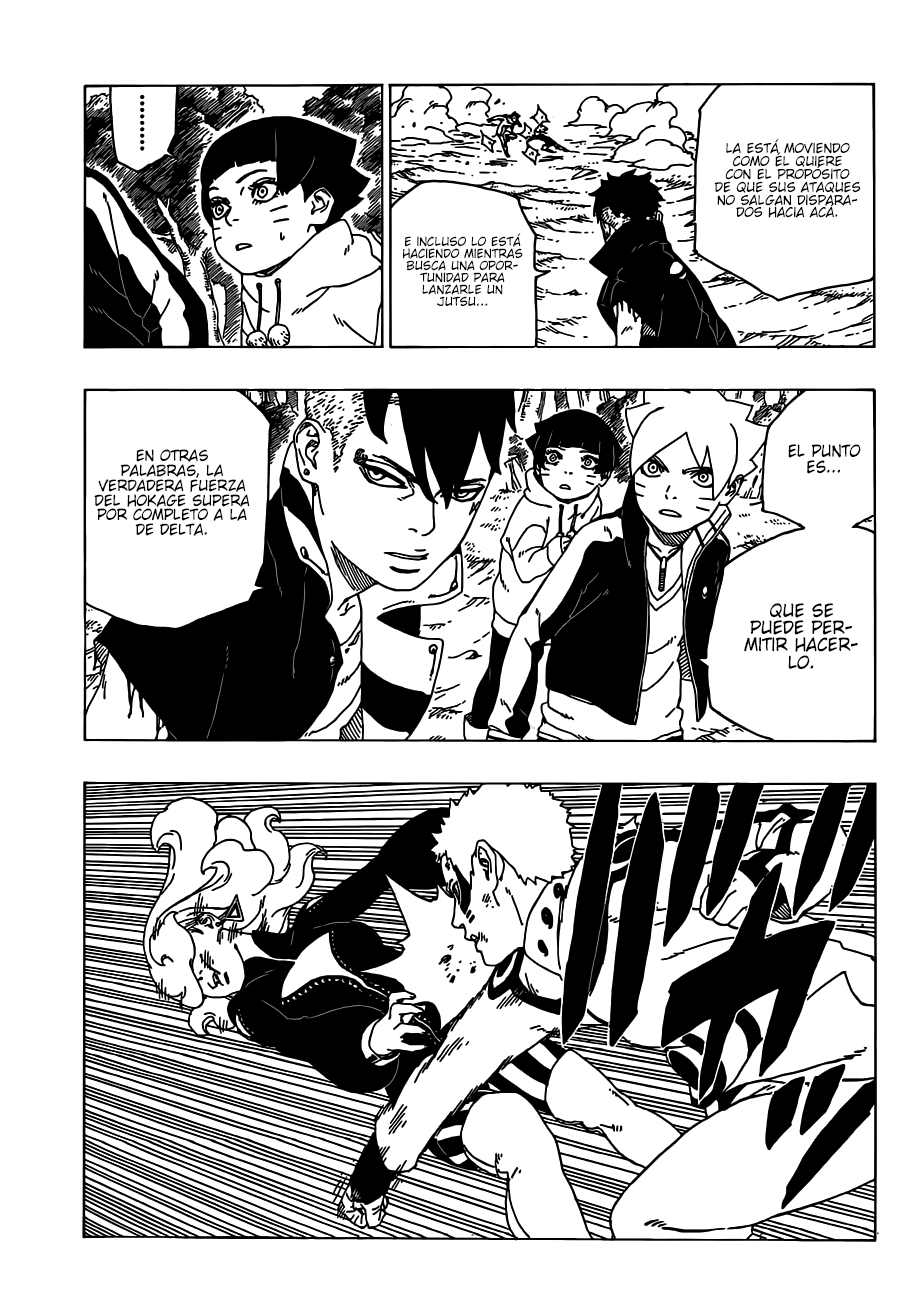 LA ESTÁ MOVIENDO
COMO ÉL QUIERE
CON EL PROPÓSITO
DE QUE SUS ATAQUES
NO SALGAN DISPARA-
DOS HACIA ACÁ.
E INCLUSO LO ESTÁ
HACIENDO MIENTRAS
BUSCA UNA OPOR-
TUNIDAD PARA
LANZARLE UN
JUTSU...
........
EL PUNTO
ES...
QUE SE
PUEDE PER-
MITIR HACER-
LO.
EN OTRAS
PALABRAS, LA
VERDADERA FUERZA
DEL HOKAGE SUPERA
POR COMPLETO A LA
DE DELTA.